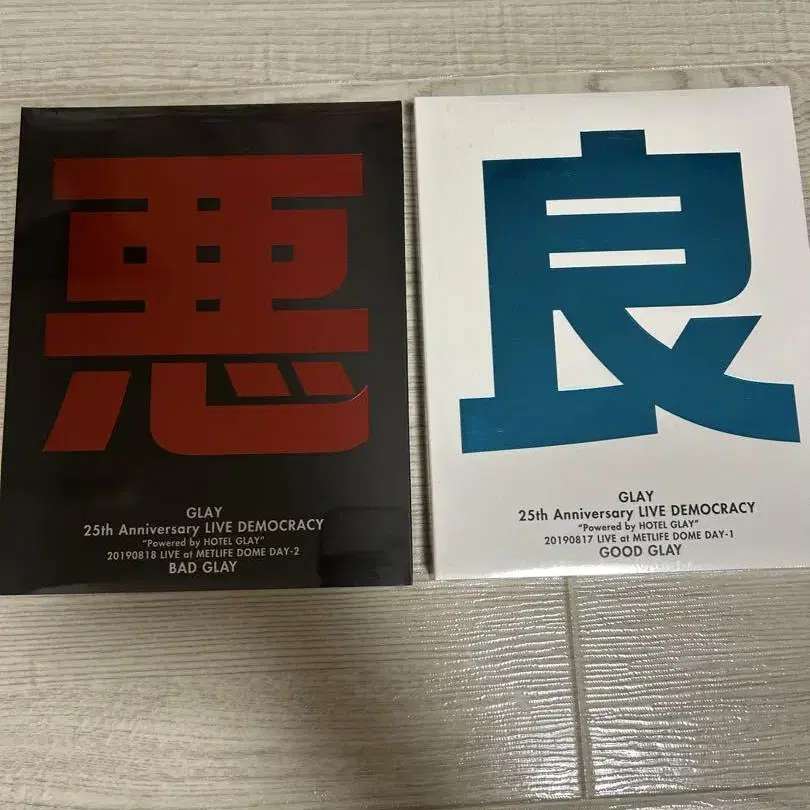 悪
GLAY
25th Anniversary LIVE DEMOCRACY
"Powered by HOTEL GLAY"
20190818 LIVE at METLIFE DOME DAY-2
BAD GLAY
良
GLAY
25th Anniversary LIVE DEMOCRACY
"Powered by HOTEL GLAY"
20190817 LIVE at METLIFE DOME DAY-1
GOOD GLAY